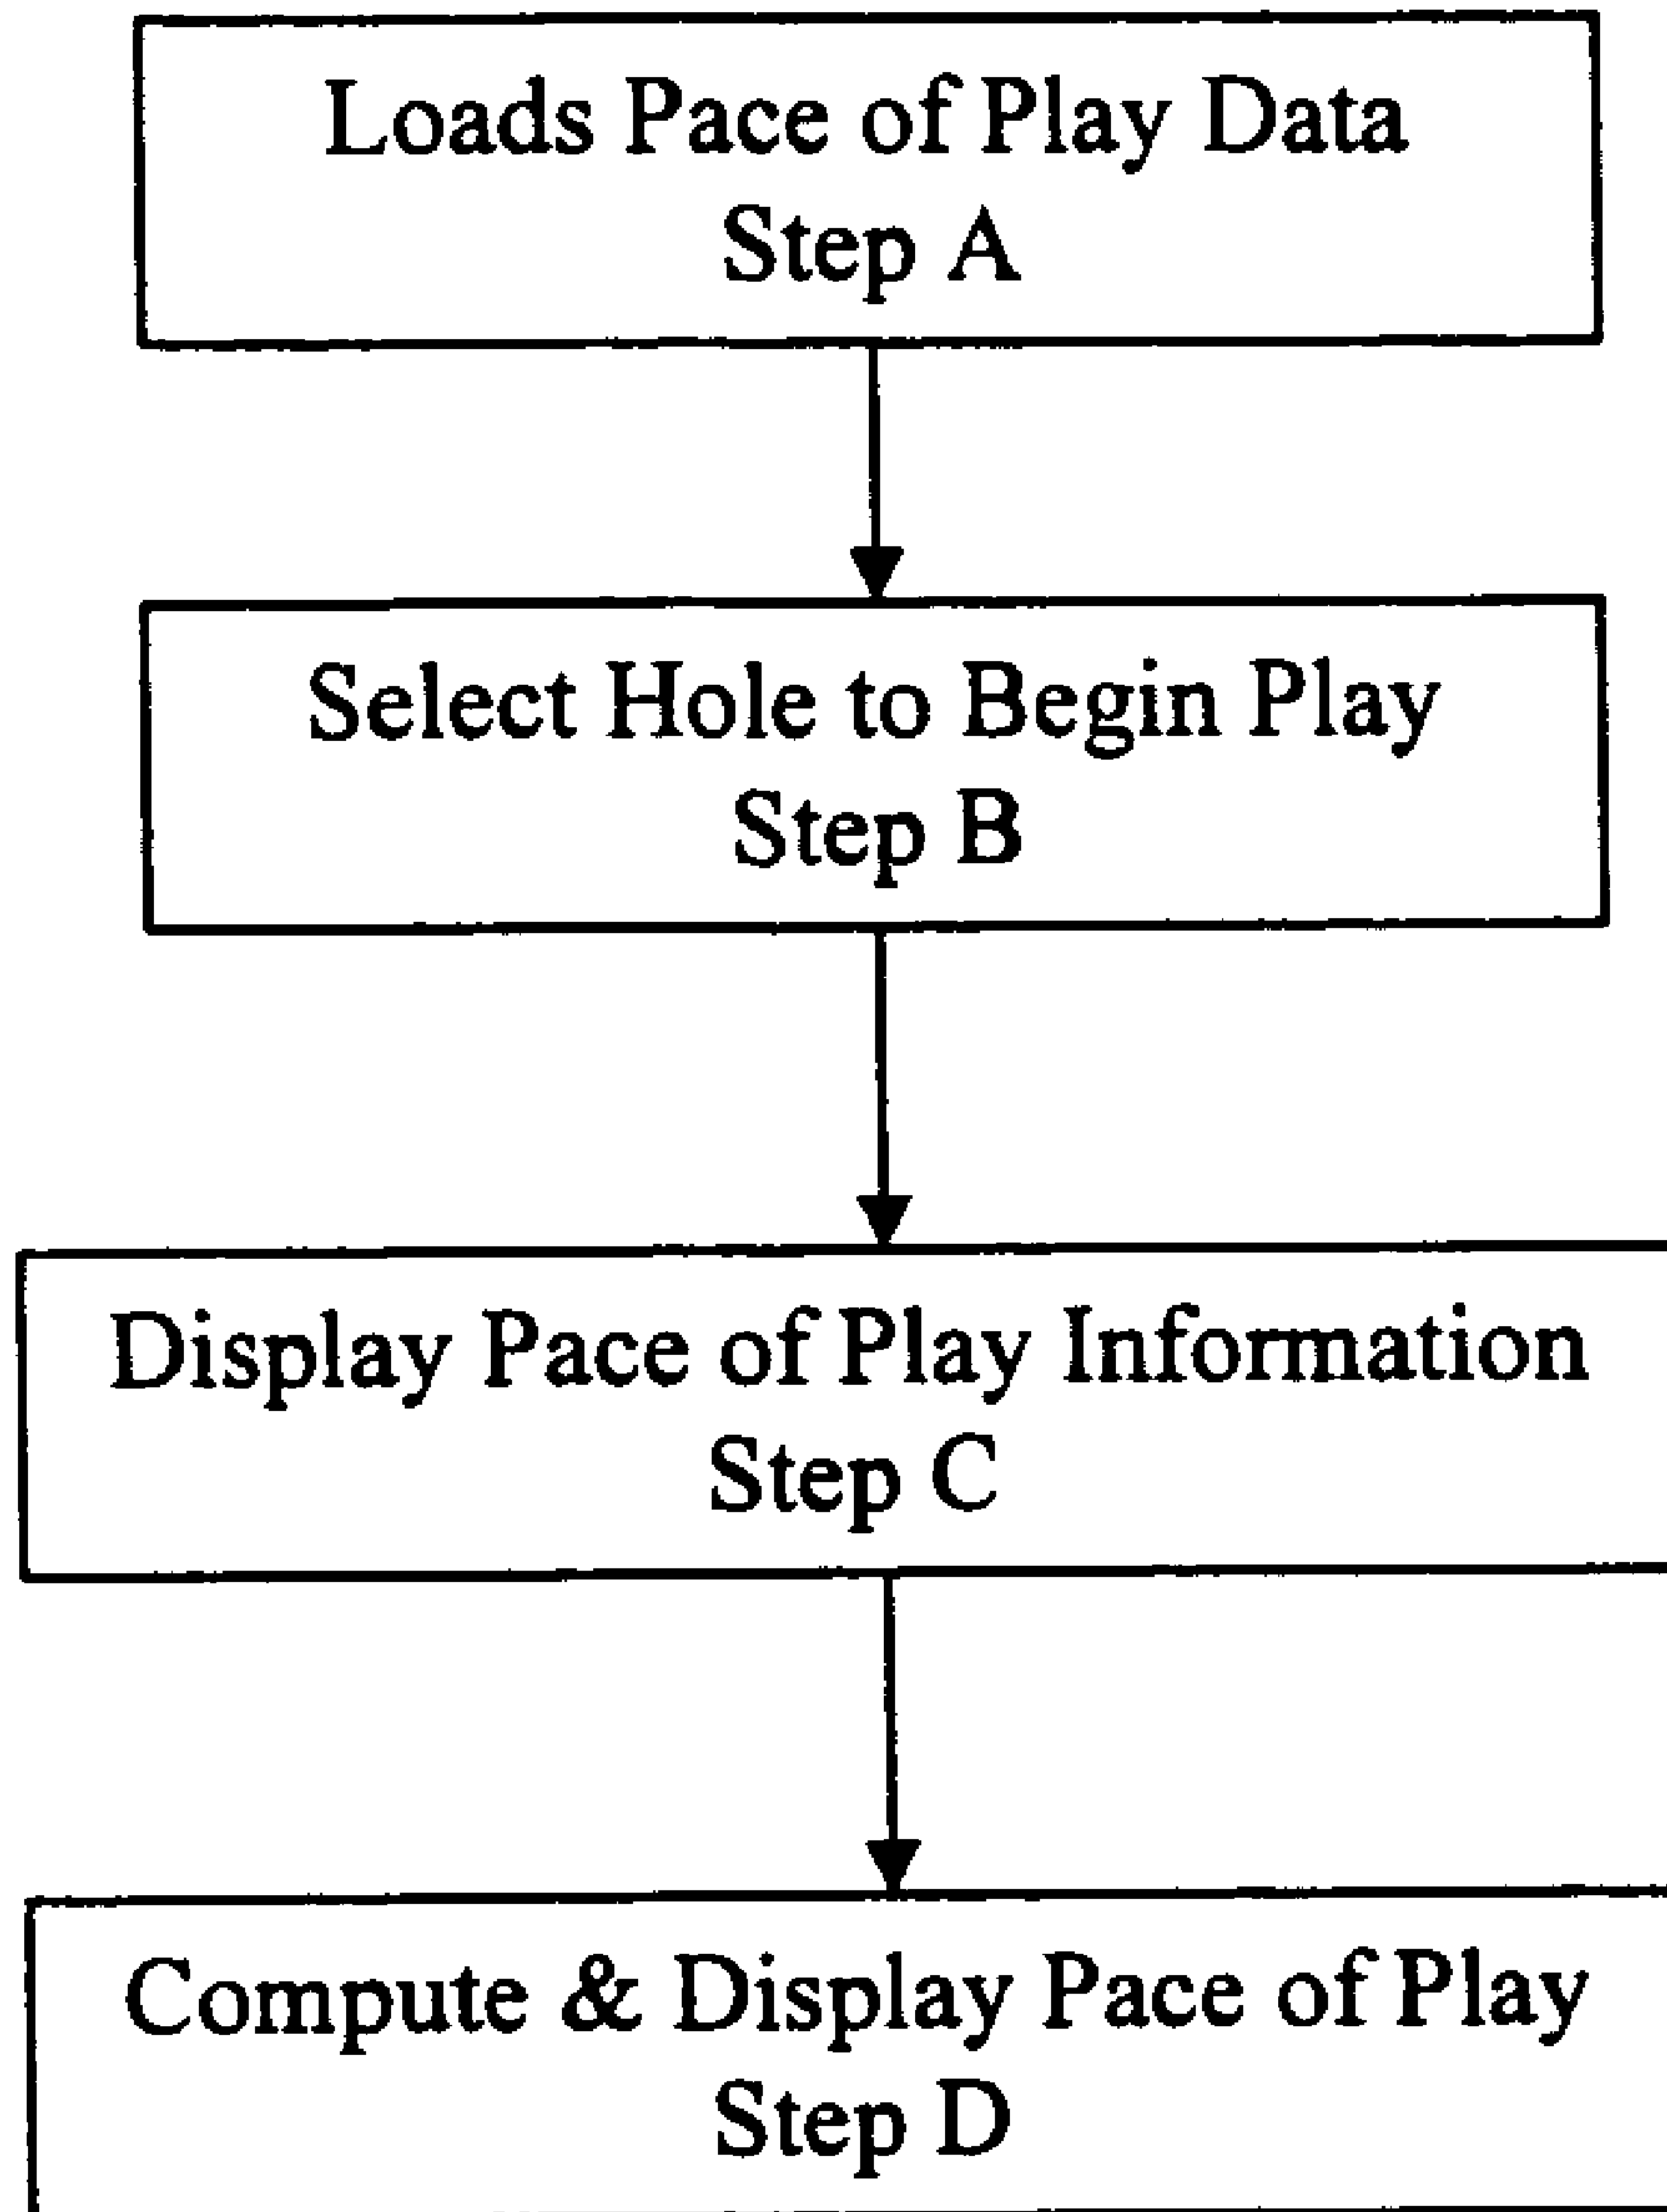 Loads Pace of Play Data
Step A
Select Hole to Begin Play
Step B
Display Pace of Play Information
Step C
Compute & Display Pace of Play
Step D